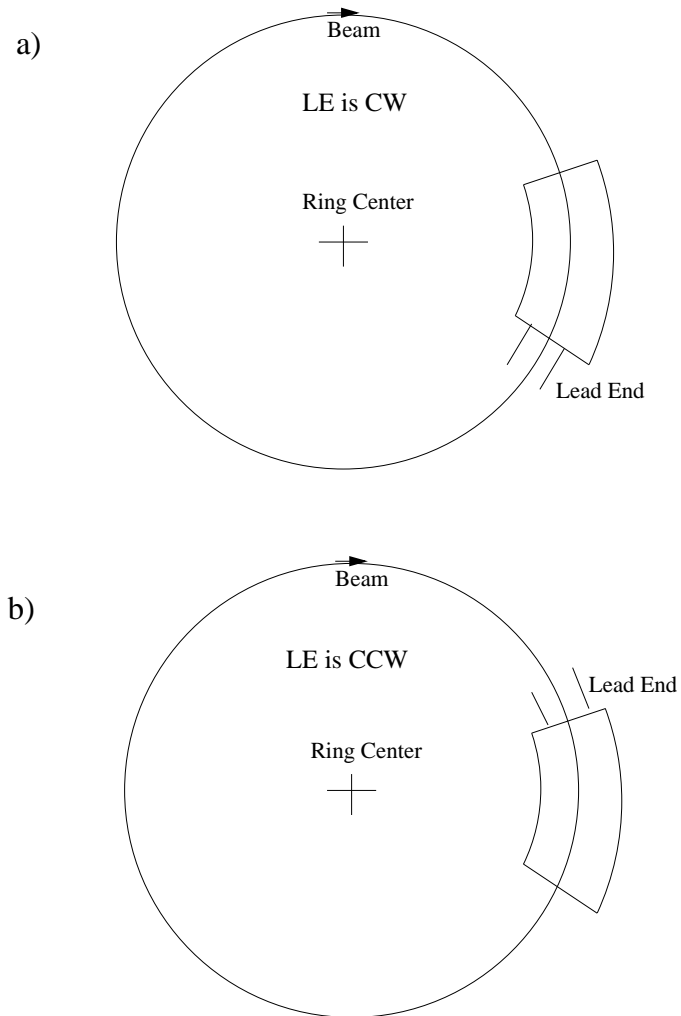 a)
Beam
LE is CW
Ring Center
Lead End
b)
Beam
LE is CCW
Lead End
Ring Center